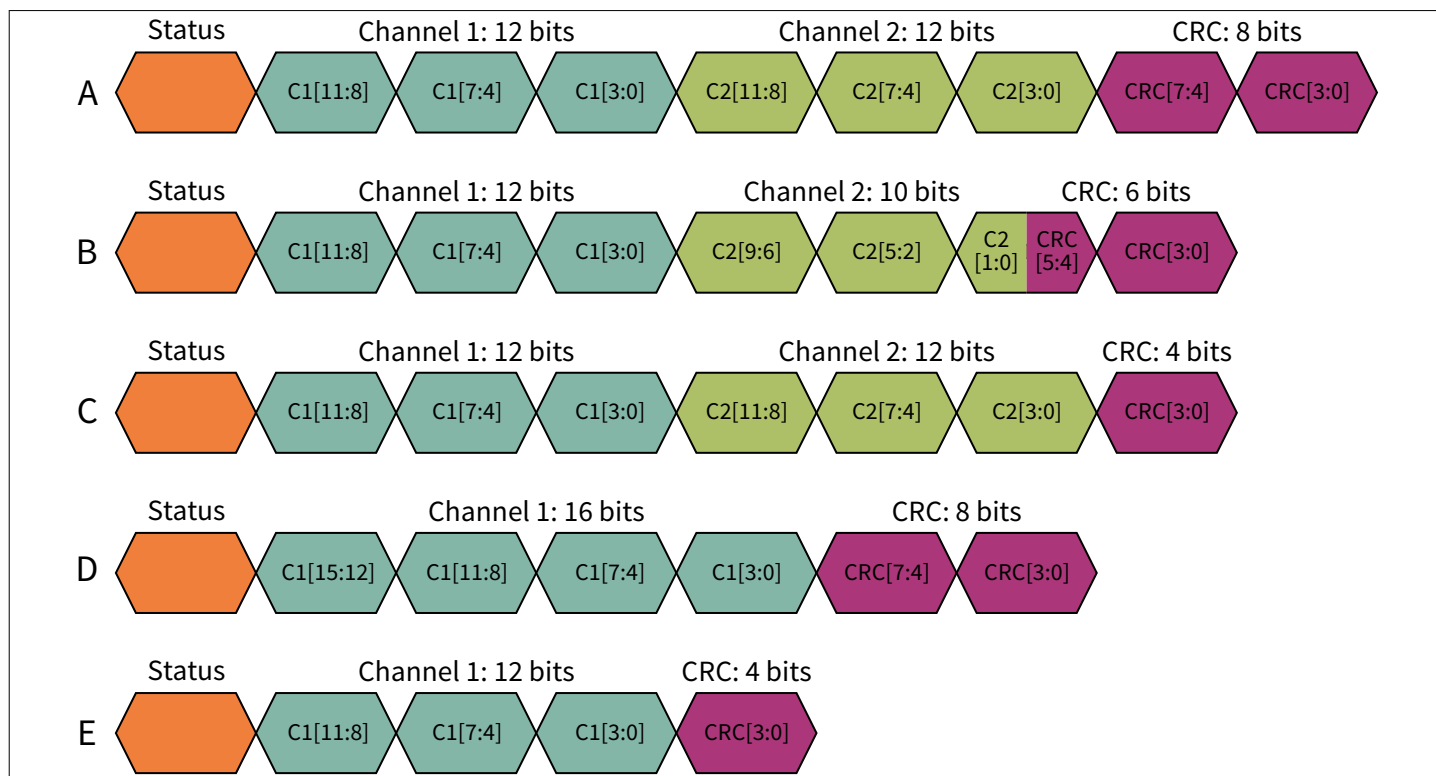 Status Channel 1: 12 bits Channel 2: 12 bits CRC: 8 bits
A C1[11:8] C1[7:4] C1[3:0] C2[11:8] C2[7:4] C2[3:0] CRC[7:4] CRC[3:0]
Status Channel 1: 12 bits Channel 2: 10 bits CRC: 6 bits
B C1[11:8] C1[7:4] C1[3:0] C2[9:6] C2[5:2] C2 [1:0] CRC [5:4] CRC[3:0]
Status Channel 1: 12 bits Channel 2: 12 bits CRC: 4 bits
C C1[11:8] C1[7:4] C1[3:0] C2[11:8] C2[7:4] C2[3:0] CRC[3:0]
Status Channel 1: 16 bits CRC: 8 bits
D C1[15:12] C1[11:8] C1[7:4] C1[3:0] CRC[7:4] CRC[3:0]
Status Channel 1: 12 bits CRC: 4 bits
E C1[11:8] C1[7:4] C1[3:0] CRC[3:0]